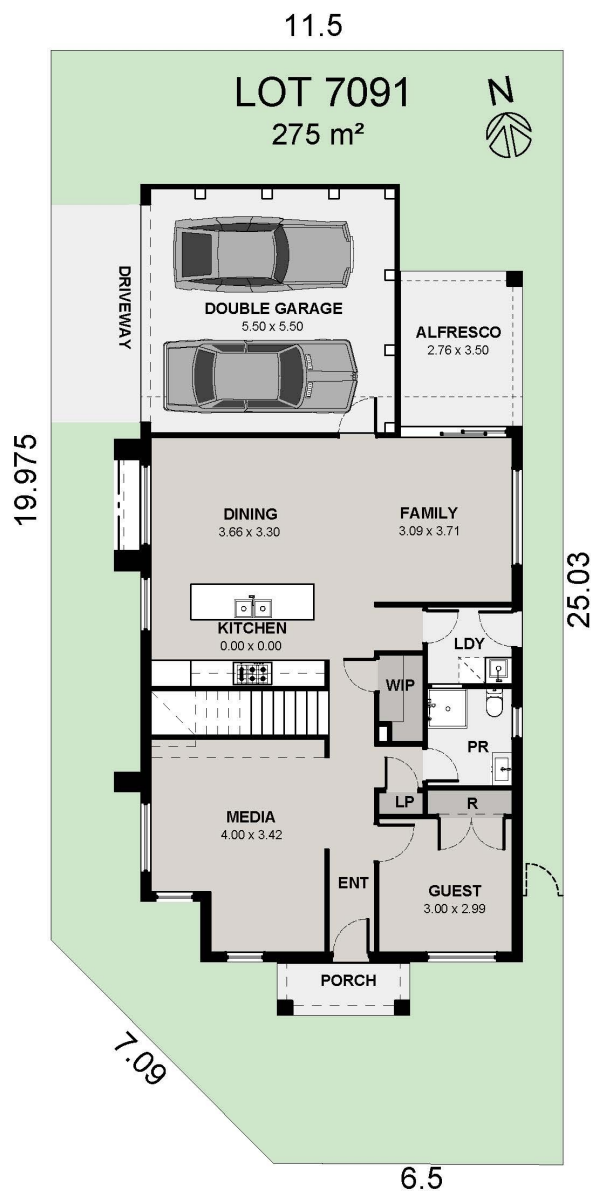 11.5
LOT 7091
275 m²
N
DRIVEWAY
DOUBLE GARAGE
5.50 x 5.50
ALFRESCO
2.76 x 3.50
19.975
DINING
3.66 x 3.30
FAMILY
3.09 x 3.71
25.03
KITCHEN
0.00 x 0.00
LDY
WIP
PR
LP
R
MEDIA
4.00 x 3.42
ENT
GUEST
3.00 x 2.99
PORCH
7.09
6.5